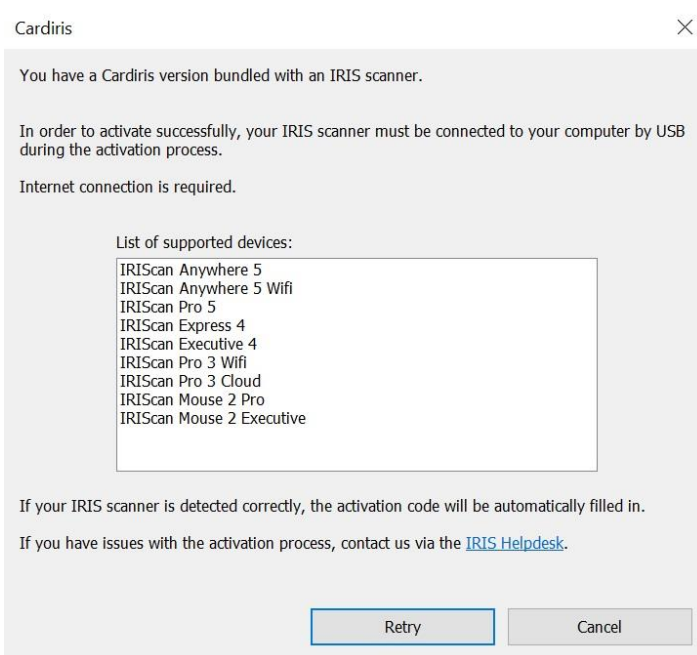 Cardiris
You have a Cardiris version bundled with an IRIS scanner.
In order to activate successfully, your IRIS scanner must be connected to your computer by USB
during the activation process.
Internet connection is required.
List of supported devices:
IRIScan Anywhere 5
IRIScan Anywhere 5 Wifi
IRIScan Pro 5
IRIScan Express 4
IRIScan Executive 4
IRIScan Pro 3 Wifi
IRIScan Pro 3 Cloud
IRIScan Mouse 2 Pro
IRIScan Mouse 2 Executive
If your IRIS scanner is detected correctly, the activation code will be automatically filled in.
If you have issues with the activation process, contact us via the IRIS Helpdesk.
Retry Cancel